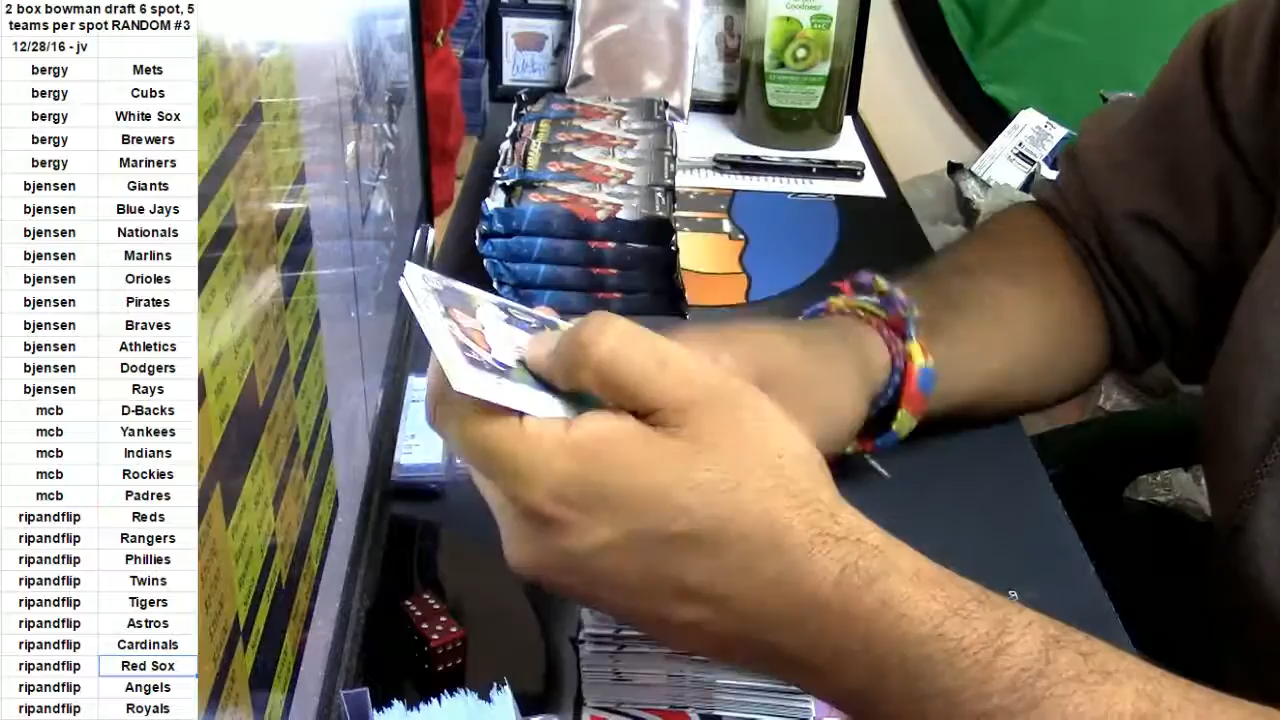 2 box bowman draft 6 spot, 5
teams per spot RANDOM #3
12/28/16 - jv
bergy Mets
bergy Cubs
bergy White Sox
bergy Brewers
bergy Mariners
bjensen Giants
bjensen Blue Jays
bjensen Nationals
bjensen Marlins
bjensen Orioles
bjensen Pirates
bjensen Braves
bjensen Athletics
bjensen Dodgers
bjensen Rays
mcb D-Backs
mcb Yankees
mcb Indians
mcb Rockies
mcb Padres
ripandflip Reds
ripandflip Rangers
ripandflip Phillies
ripandflip Twins
ripandflip Tigers
ripandflip Astros
ripandflip Cardinals
ripandflip Red Sox
ripandflip Angels
ripandflip Royals
Goodness